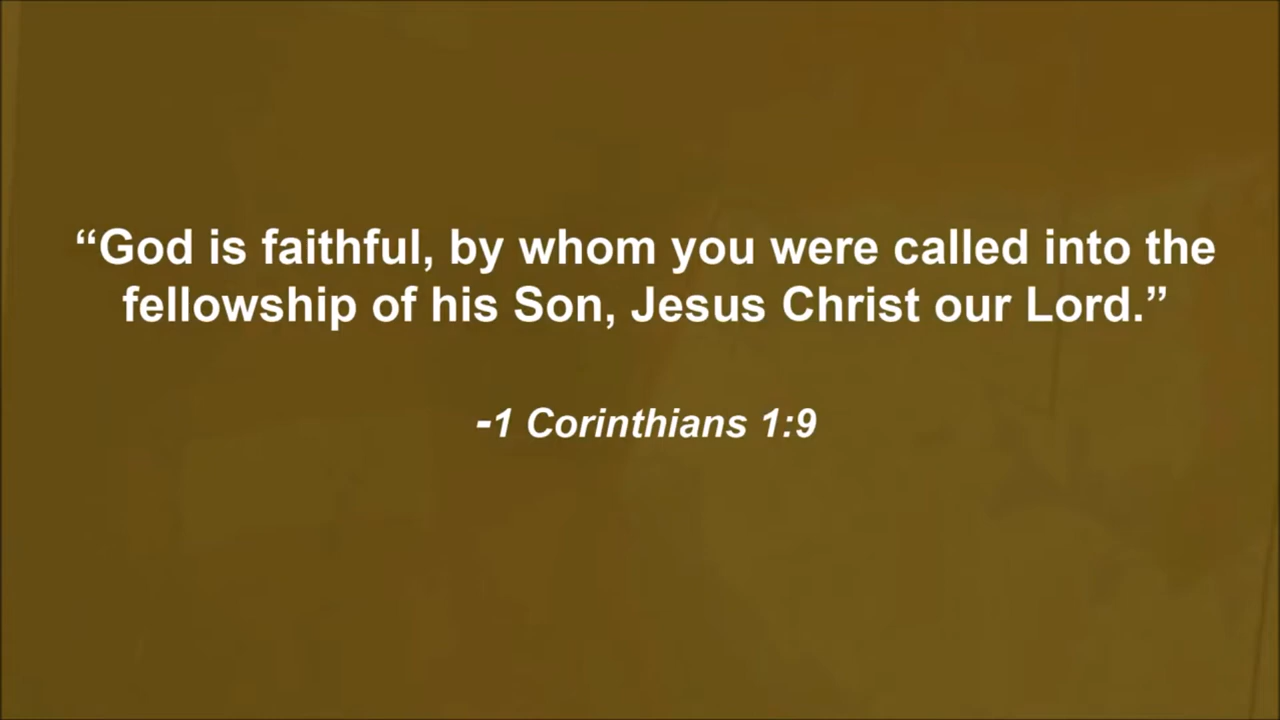 “God is faithful, by whom you were called into the
fellowship of his Son, Jesus Christ our Lord.”
-1 Corinthians 1:9